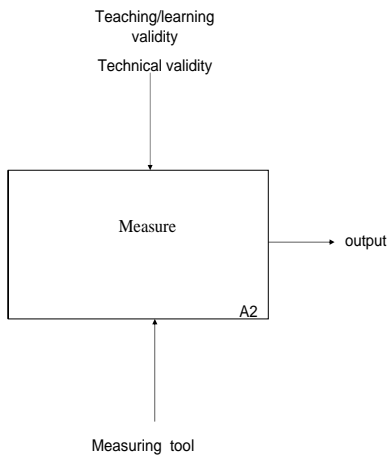 Teaching/learning
validity
Technical validity
Measure
output
A2
Measuring tool